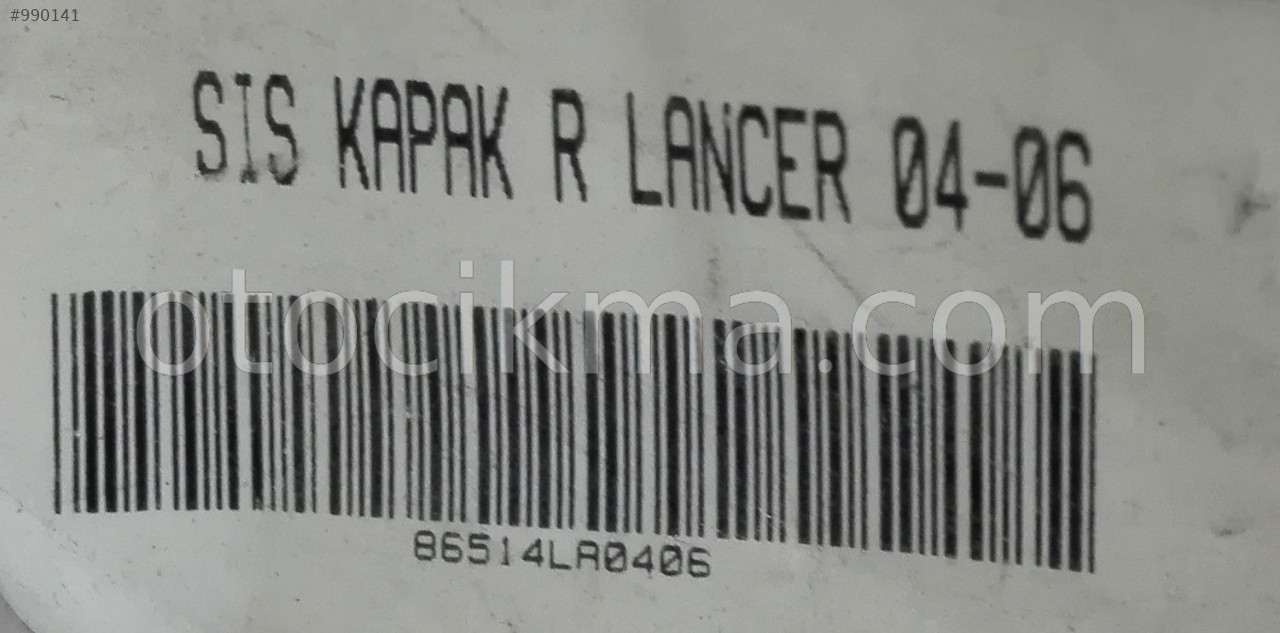 #990141
SIS KAPAK R LANCER 04-06
otocikma.com
86514LA0406